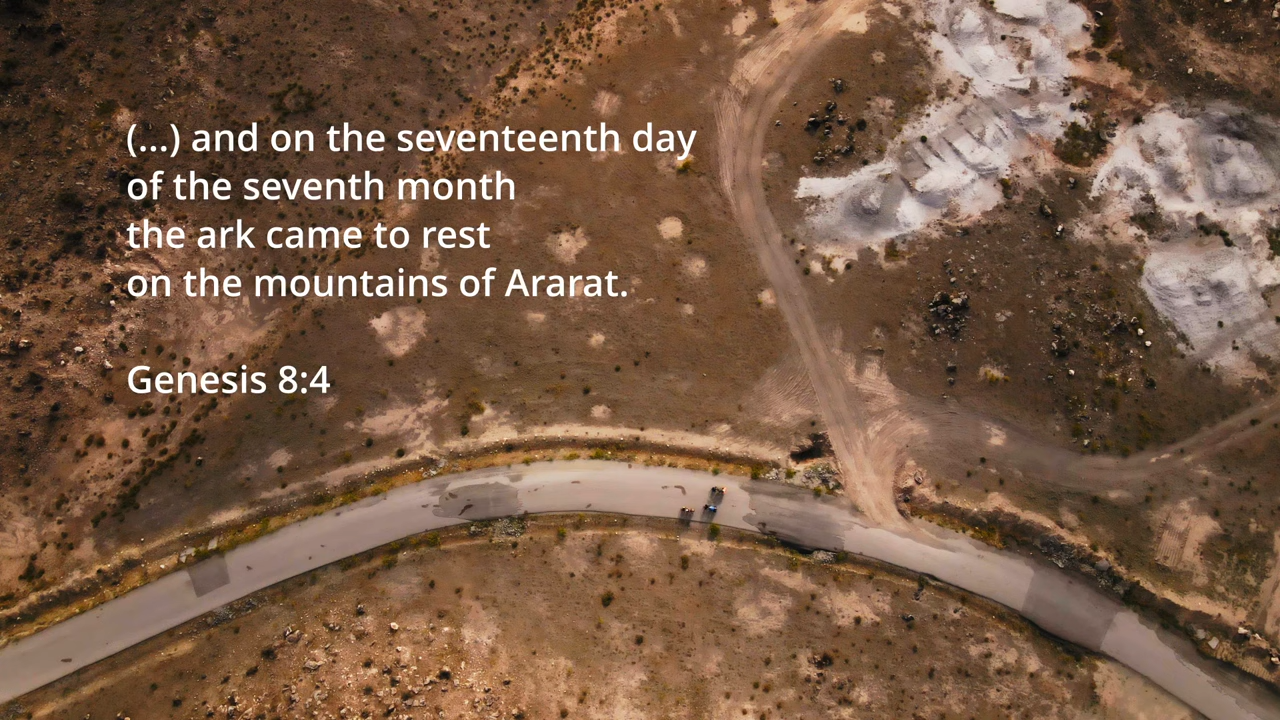 (...) and on the seventeenth day
of the seventh month
the ark came to rest
on the mountains of Ararat.
Genesis 8:4